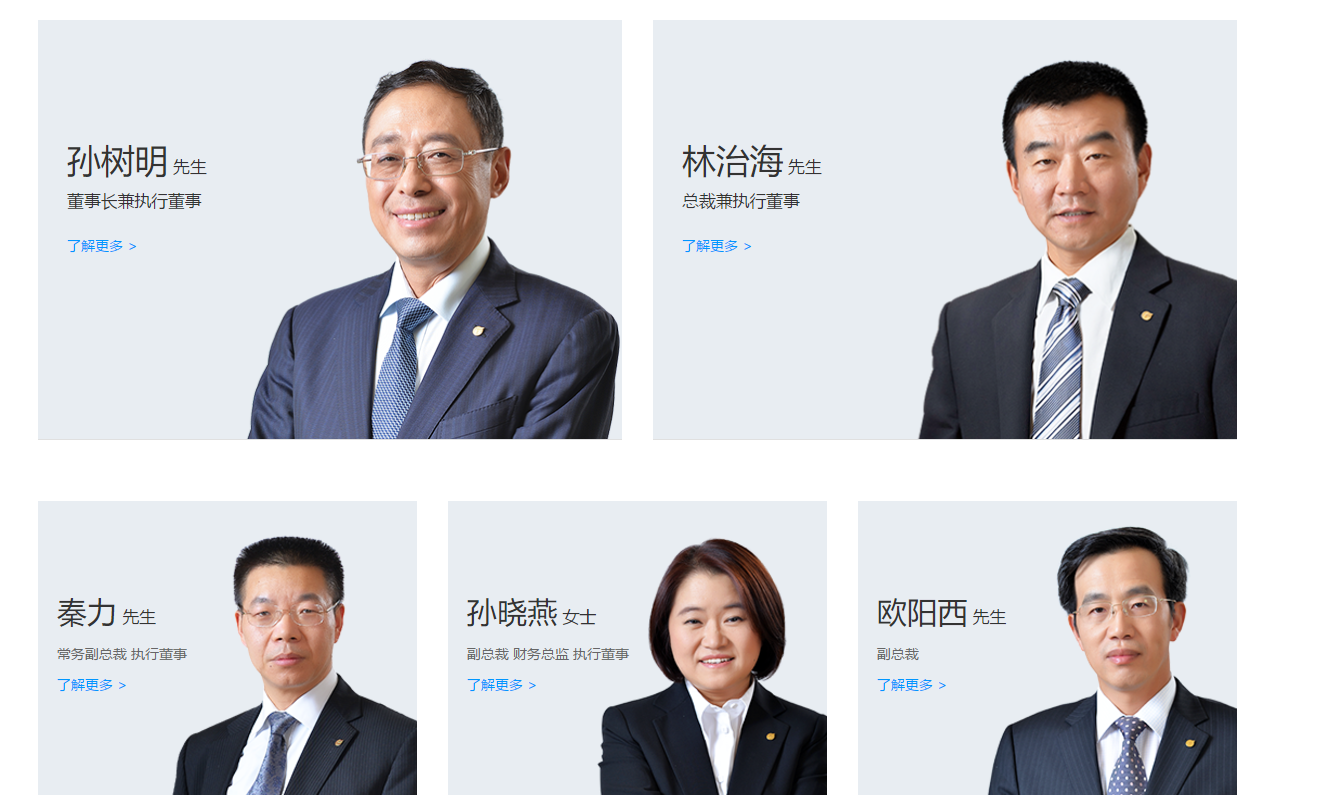 孙树明 先生
董事长兼执行董事
了解更多 >
林治海 先生
总裁兼执行董事
了解更多 >
秦力 先生
常务副总裁 执行董事
了解更多 >
孙晓燕 女士
副总裁 财务总监 执行董事
了解更多 >
欧阳西 先生
副总裁
了解更多 >